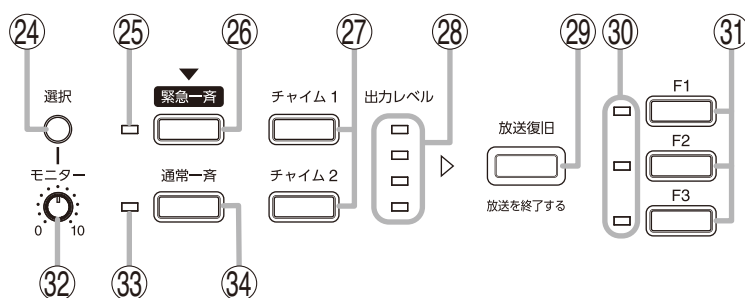 ㉔ ㉕ ㉖ ㉗ ㉘ ㉙ ㉚ ㉛
選択
緊急一斉
チャイム 1
出力レベル
放送復旧
F1
F2
F3
モニター
0 10
通常一斉
チャイム 2
放送を終了する
㉜ ㉝ ㉞